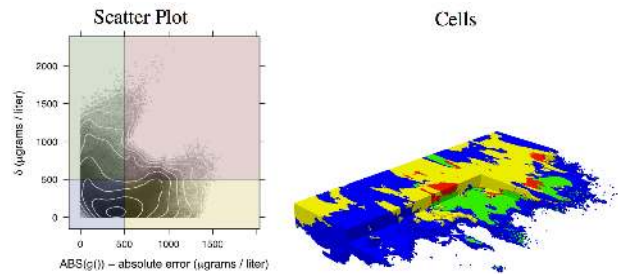 Scatter Plot
Cells
δ (μgrams / liter)
2000
1500
1000
500
0
0 500 1000 1500
ABS(g()) – absolute error (μgrams / liter)